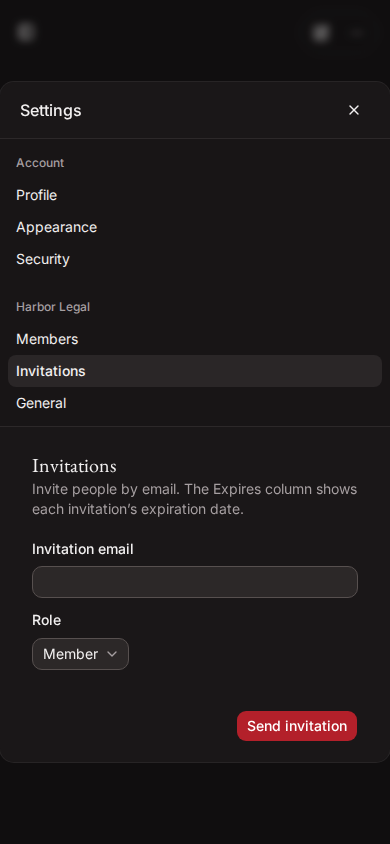 Settings
Account
Profile
Appearance
Security
Harbor Legal
Members
Invitations
General
Invitations
Invite people by email. The Expires column shows
each invitation’s expiration date.
Invitation email
Role
Member
Send invitation